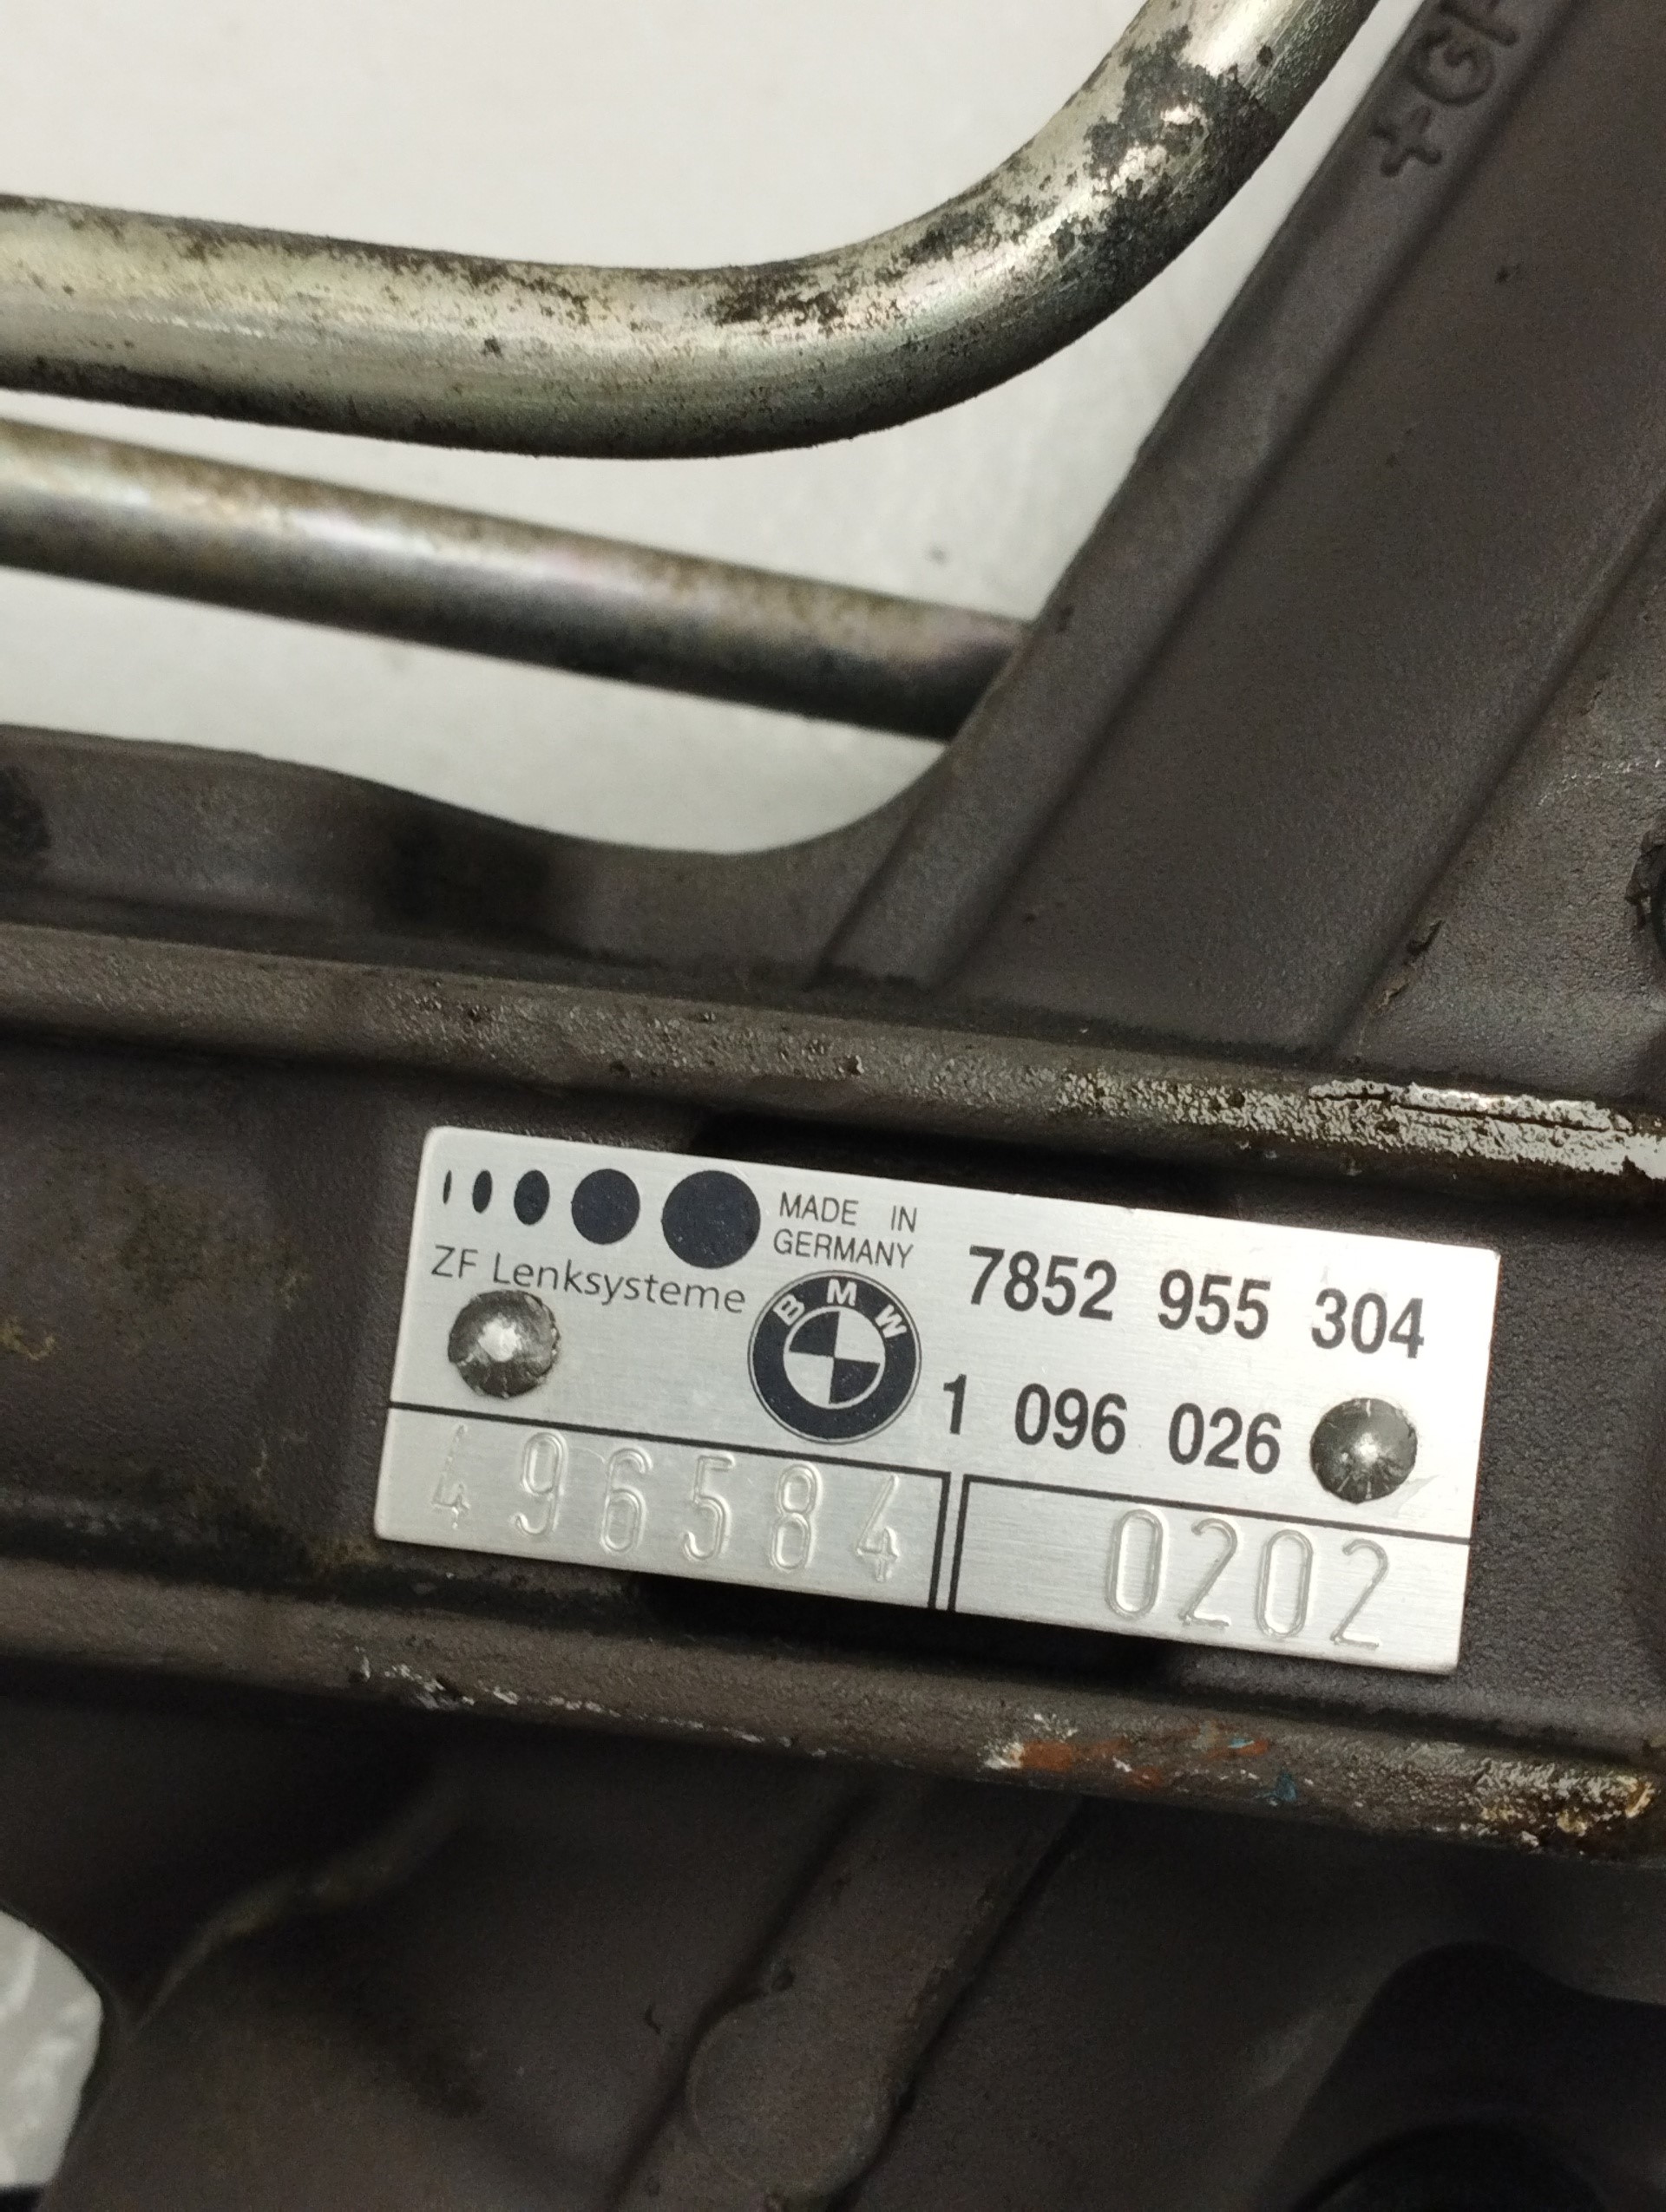 MADE IN
GERMANY
ZF Lenksysteme
BMW
7852 955 304
1 096 026
496584
0202